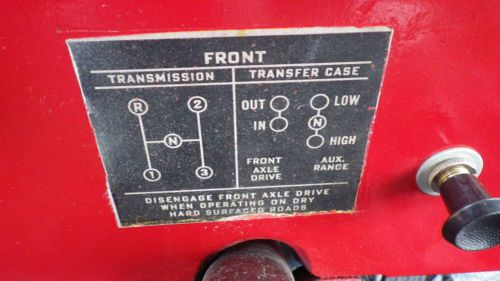 FRONT
TRANSMISSION TRANSFER CASE
R 2 OUT LOW
N IN N
1 3 HIGH
FRONT AUX.
AXLE RANGE
DRIVE
DISENGAGE FRONT AXLE DRIVE
WHEN OPERATING ON DRY
HARD SURFACED ROADS